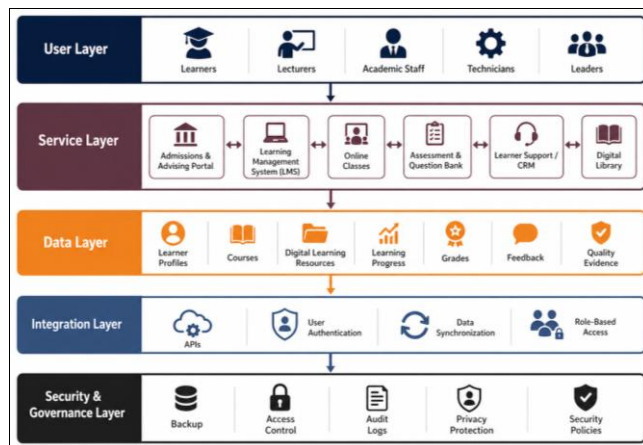 User Layer
Learners
Lecturers
Academic Staff
Technicians
Leaders
Service Layer
Admissions &
Advising Portal
Learning
Management
System (LMS)
Online
Classes
Assessment &
Question Bank
Learner Support /
CRM
Digital
Library
Data Layer
Learner
Profiles
Courses
Digital Learning
Resources
Learning
Progress
Grades
Feedback
Quality
Evidence
Integration Layer
APIs
User
Authentication
Data
Synchronization
Role-Based
Access
Security &
Governance Layer
Backup
Access
Control
Audit
Logs
Privacy
Protection
Security
Policies